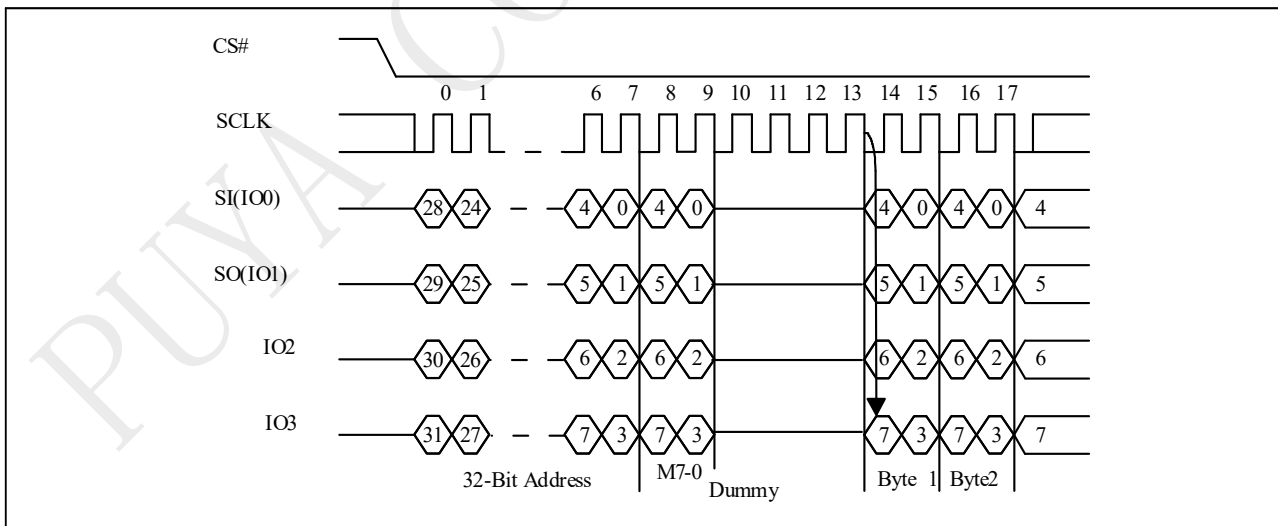 CS#
0 1 6 7 8 9 10 11 12 13 14 15 16 17
SCLK
SI(IO0) 28 24 4 0 4 0 4 0 4 0 4
SO(IO1) 29 25 5 1 5 1 5 1 5 1 5
IO2 30 26 6 2 6 2 6 2 6 2 6
IO3 31 27 7 3 7 3 7 3 7 3 7
32-Bit Address M7-0 Dummy Byte 1 Byte2
PUYA